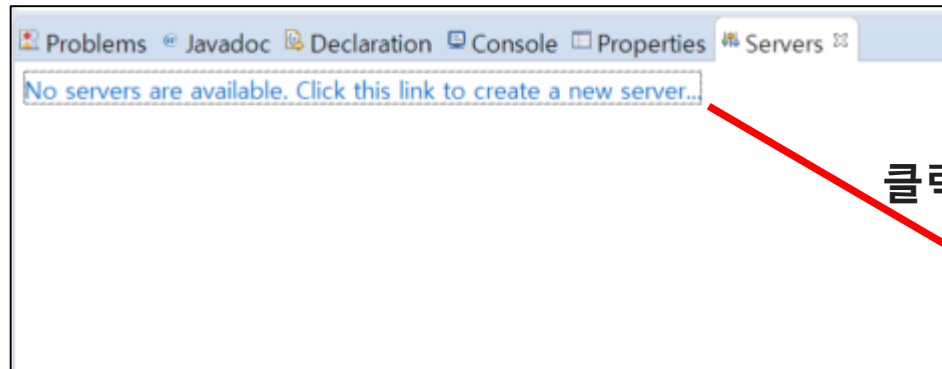 Problems Javadoc Declaration Console Properties Servers
No servers are available. Click this link to create a new server...